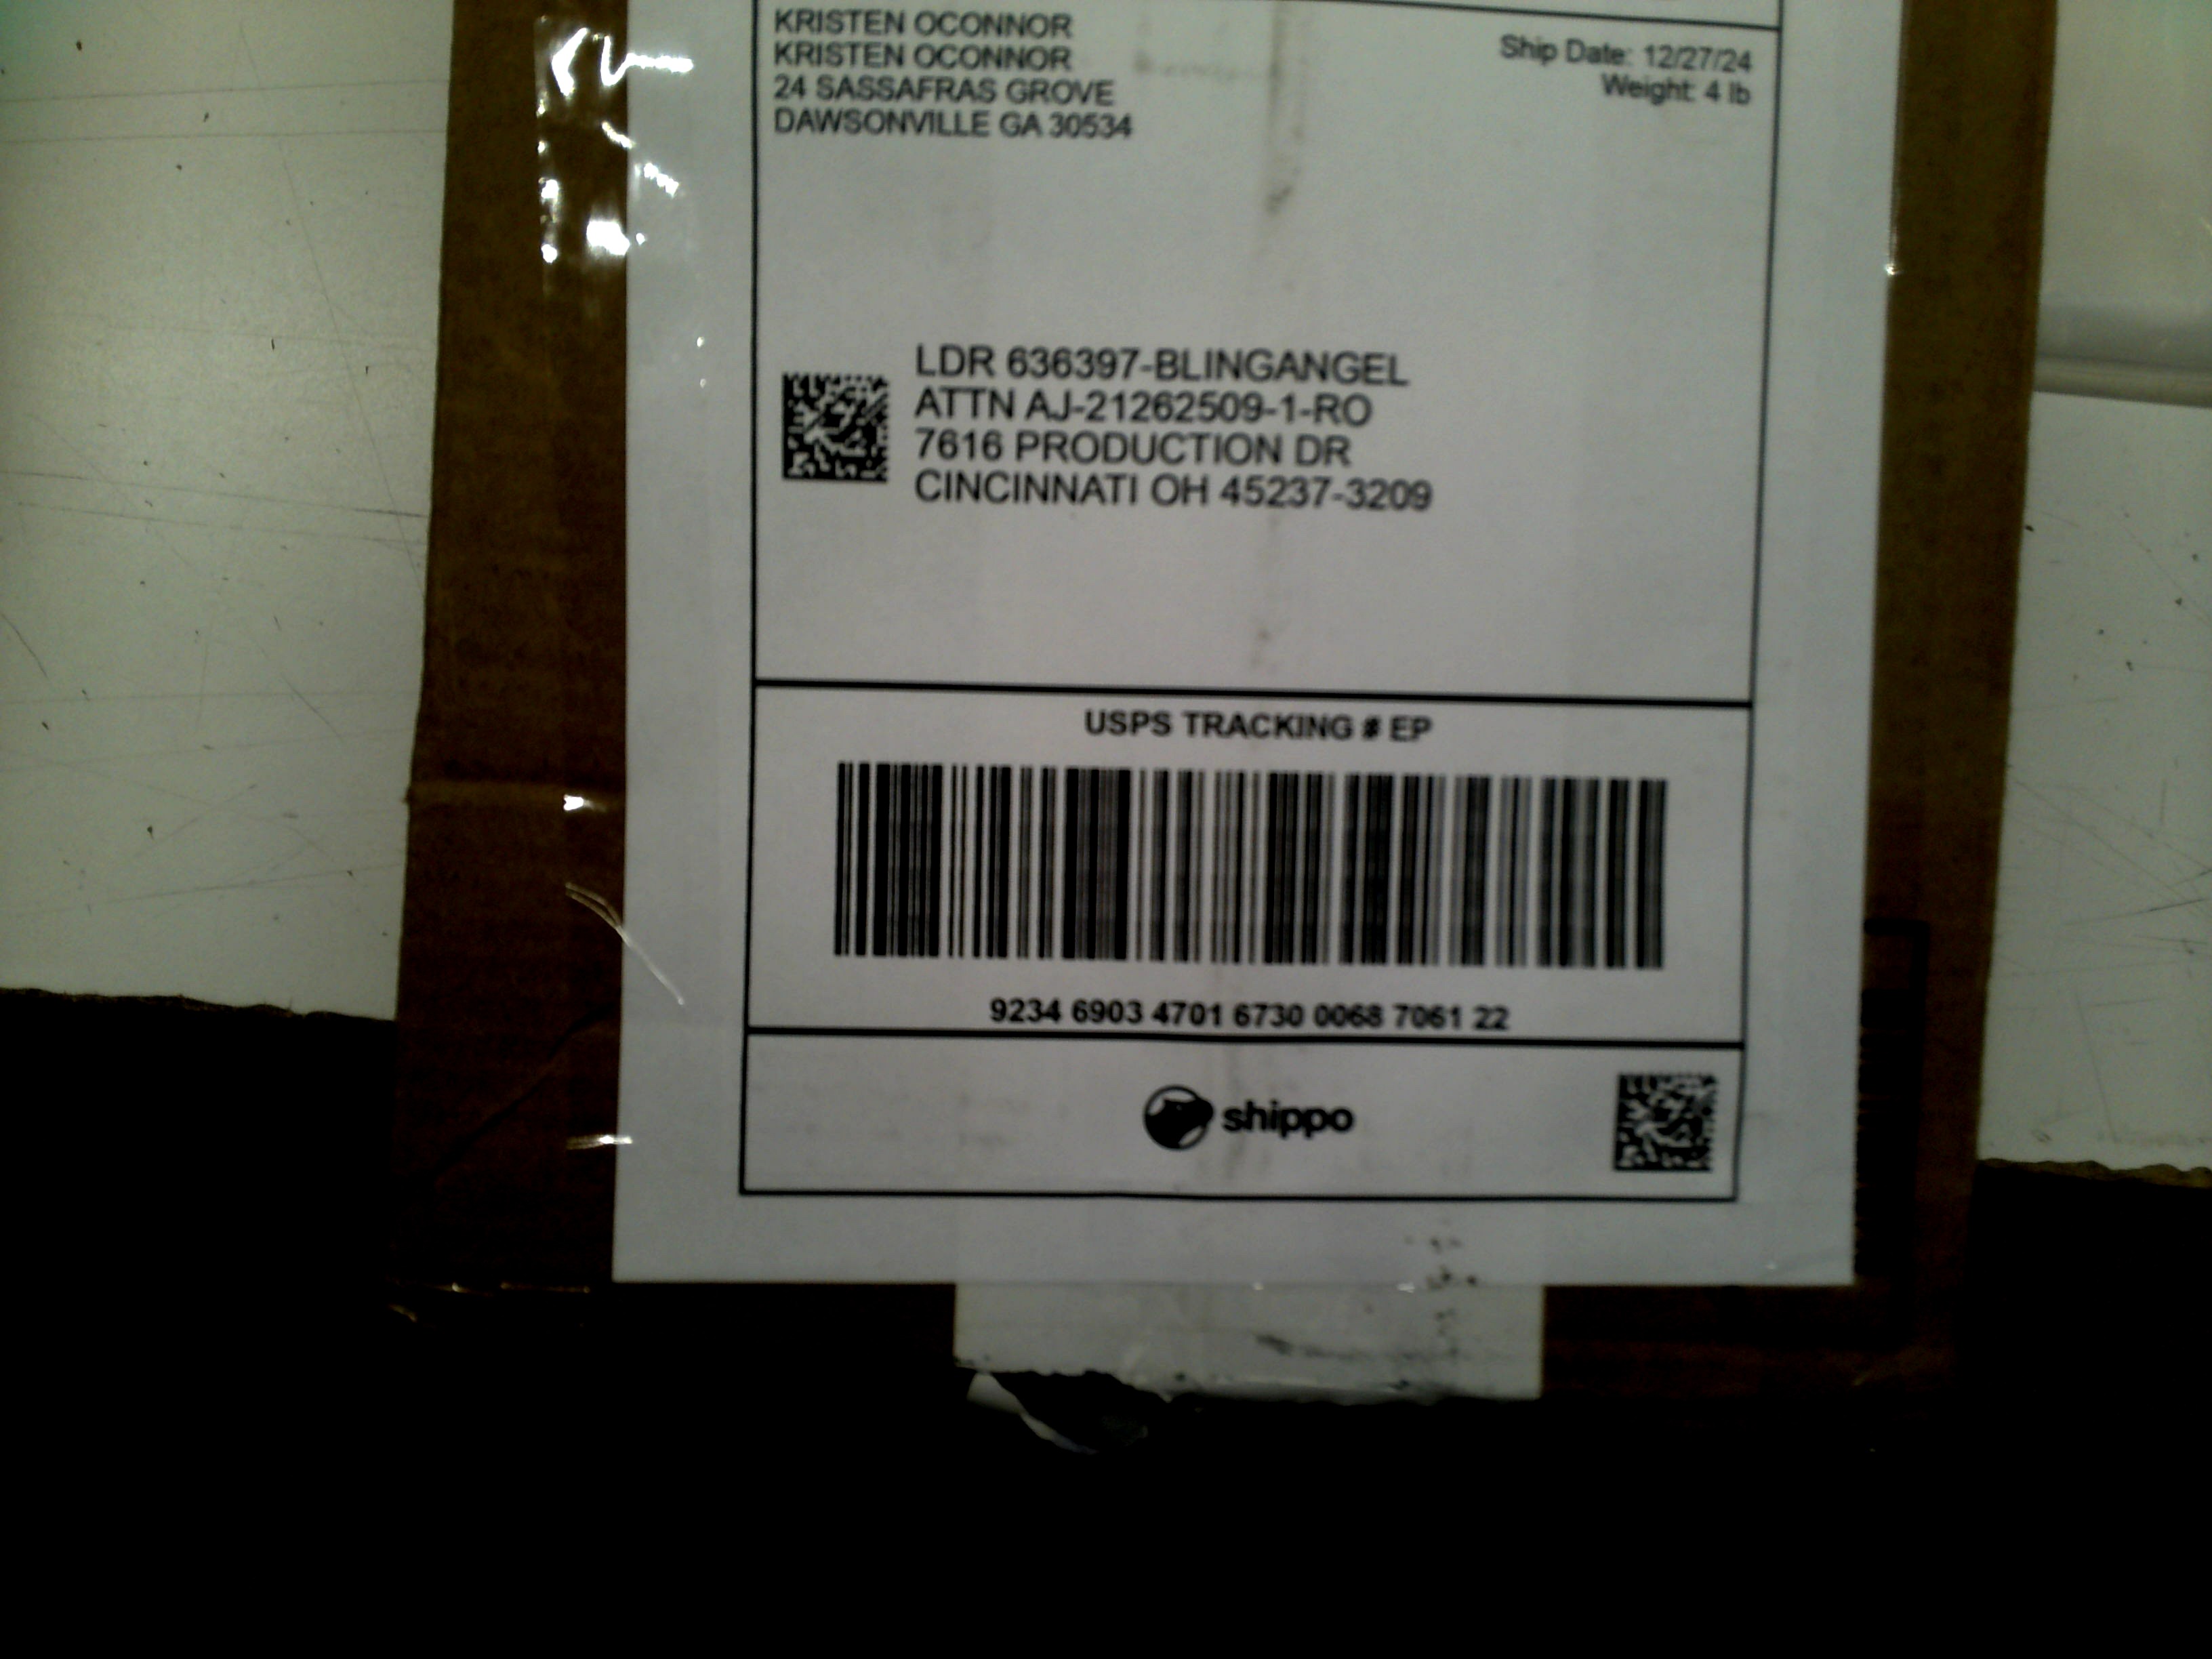 KRISTEN OCONNOR
KRISTEN OCONNOR
24 SASSAFRAS GROVE
DAWSONVILLE GA 30534
Ship Date: 12/27/24
Weight: 4 lb
LDR 636397-BLINGANGEL
ATTN AJ-21262509-1-RO
7616 PRODUCTION DR
CINCINNATI OH 45237-3209
USPS TRACKING # EP
9234 6903 4701 6730 0068 7061 22
shippo